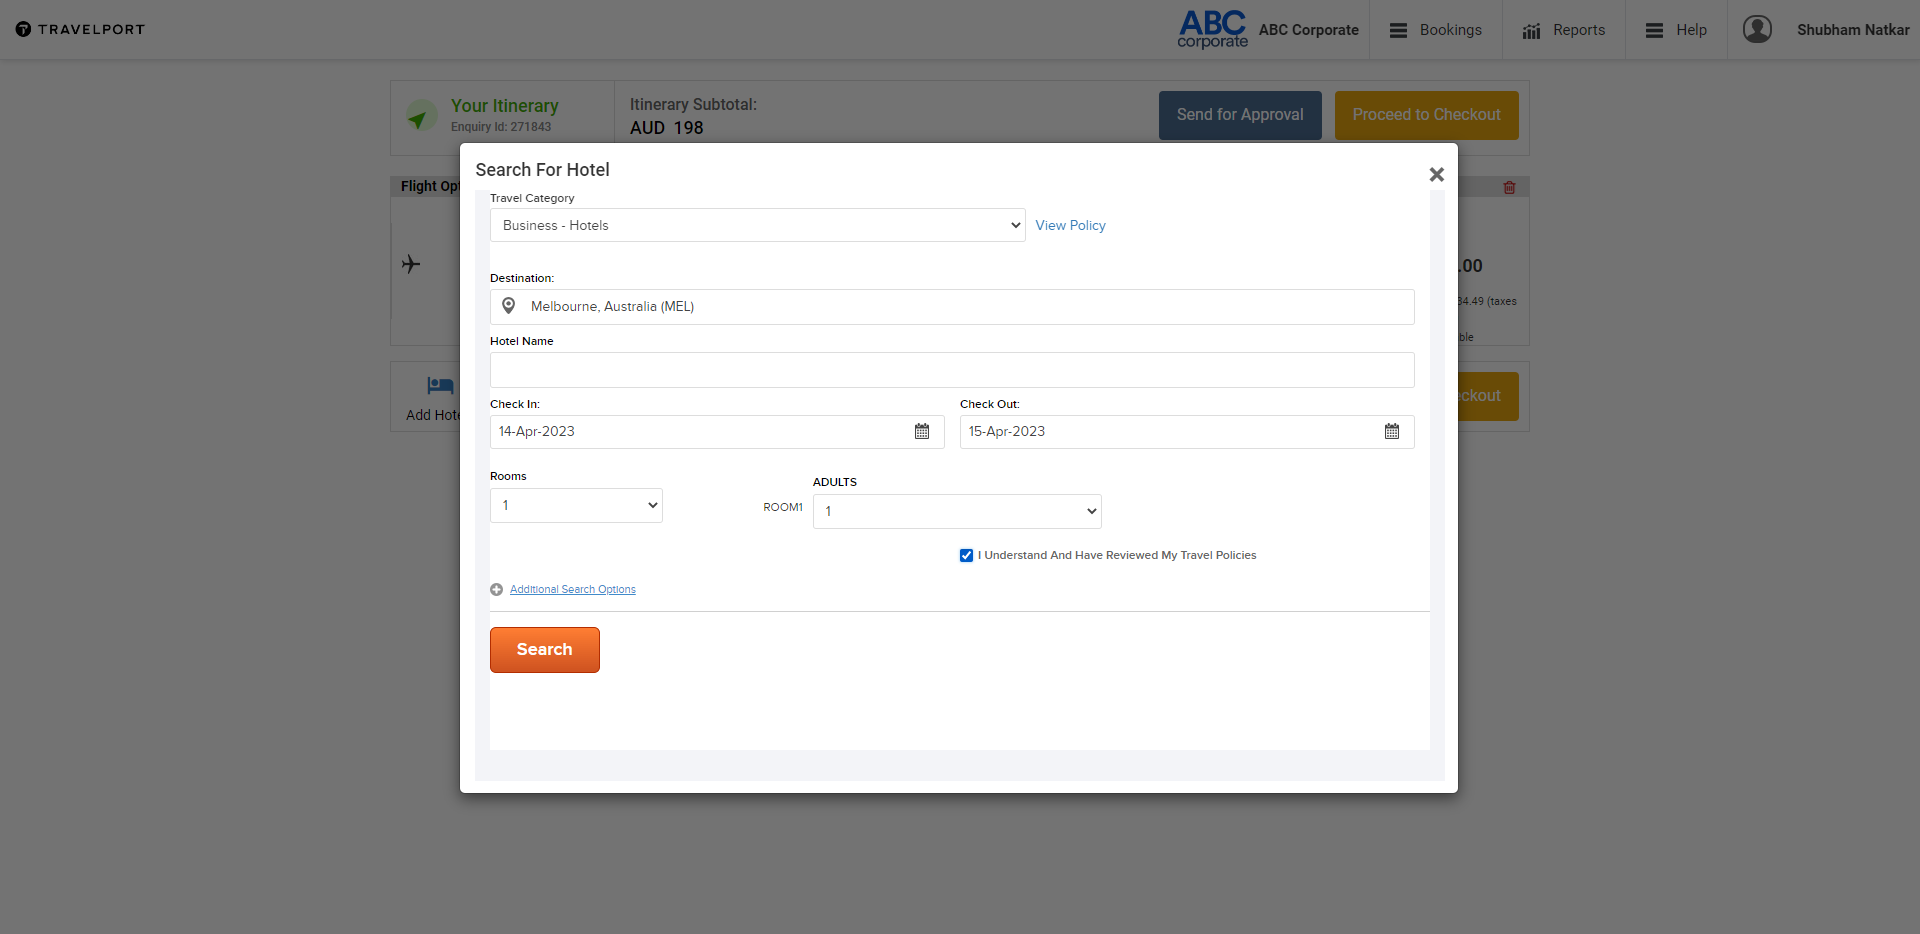 TRAVELPORT
ABC
corporate
ABC Corporate
Bookings
Reports
Help
Shubham Natkar
Your Itinerary
Enquiry Id: 271843
Itinerary Subtotal:
AUD 198
Send for Approval
Proceed to Checkout
Search For Hotel
Flight Opt
Travel Category
Business - Hotels
View Policy
Destination:
Melbourne, Australia (MEL)
.00
34.49 (taxes
ble
Hotel Name
Add Hote
ckout
Check In:
Check Out:
14-Apr-2023
15-Apr-2023
Rooms
1
ADULTS
ROOM1
1
I Understand And Have Reviewed My Travel Policies
Additional Search Options
Search